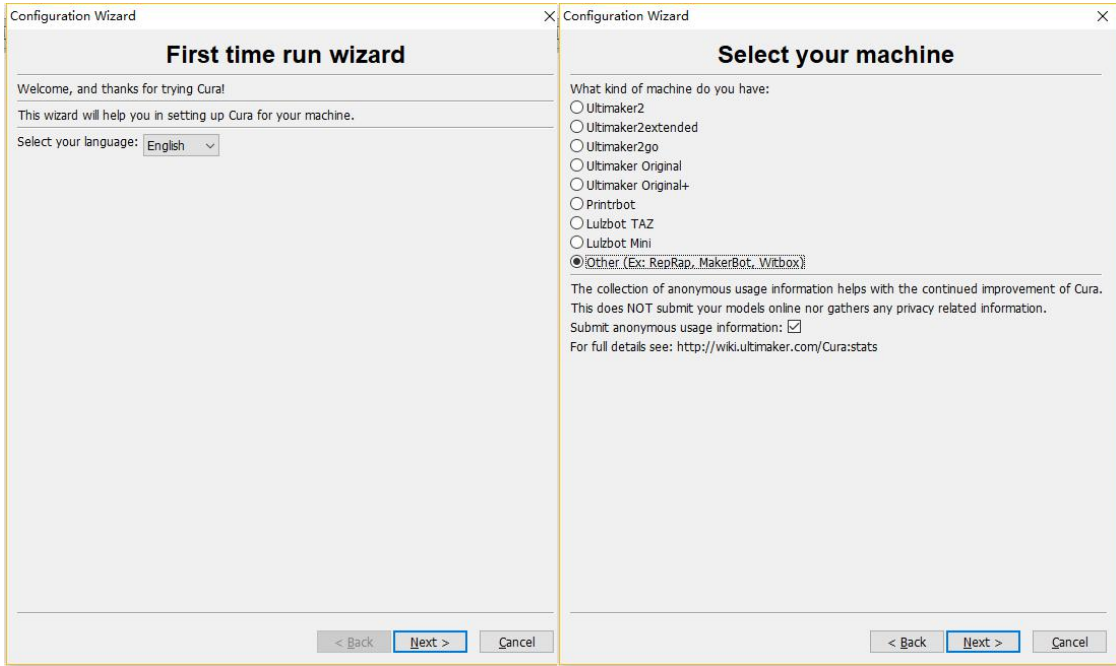 Configuration Wizard
First time run wizard
Welcome, and thanks for trying Cura!
This wizard will help you in setting up Cura for your machine.
Select your language: English
< Back Next > Cancel
Configuration Wizard
Select your machine
What kind of machine do you have:
Ultimaker2
Ultimaker2extended
Ultimaker2go
Ultimaker Original
Ultimaker Original+
Printrbot
Lulzbot TAZ
Lulzbot Mini
Other (Ex: RepRap, MakerBot, Witbox)
The collection of anonymous usage information helps with the continued improvement of Cura.
This does NOT submit your models online nor gathers any privacy related information.
Submit anonymous usage information:
For full details see: http://wiki.ultimaker.com/Cura:stats
< Back Next > Cancel